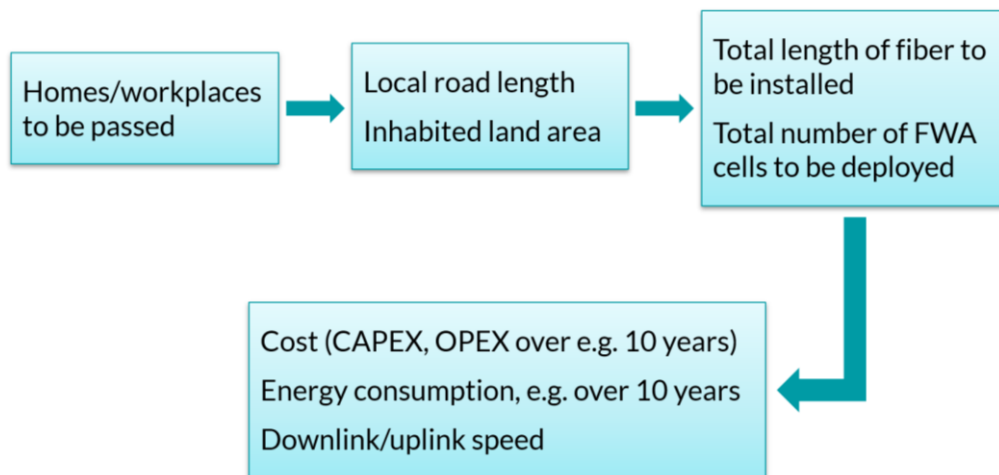 Homes/workplaces
to be passed
Local road length
Inhabited land area
Total length of fiber to
be installed
Total number of FWA
cells to be deployed
Cost (CAPEX, OPEX over e.g. 10 years)
Energy consumption, e.g. over 10 years
Downlink/uplink speed